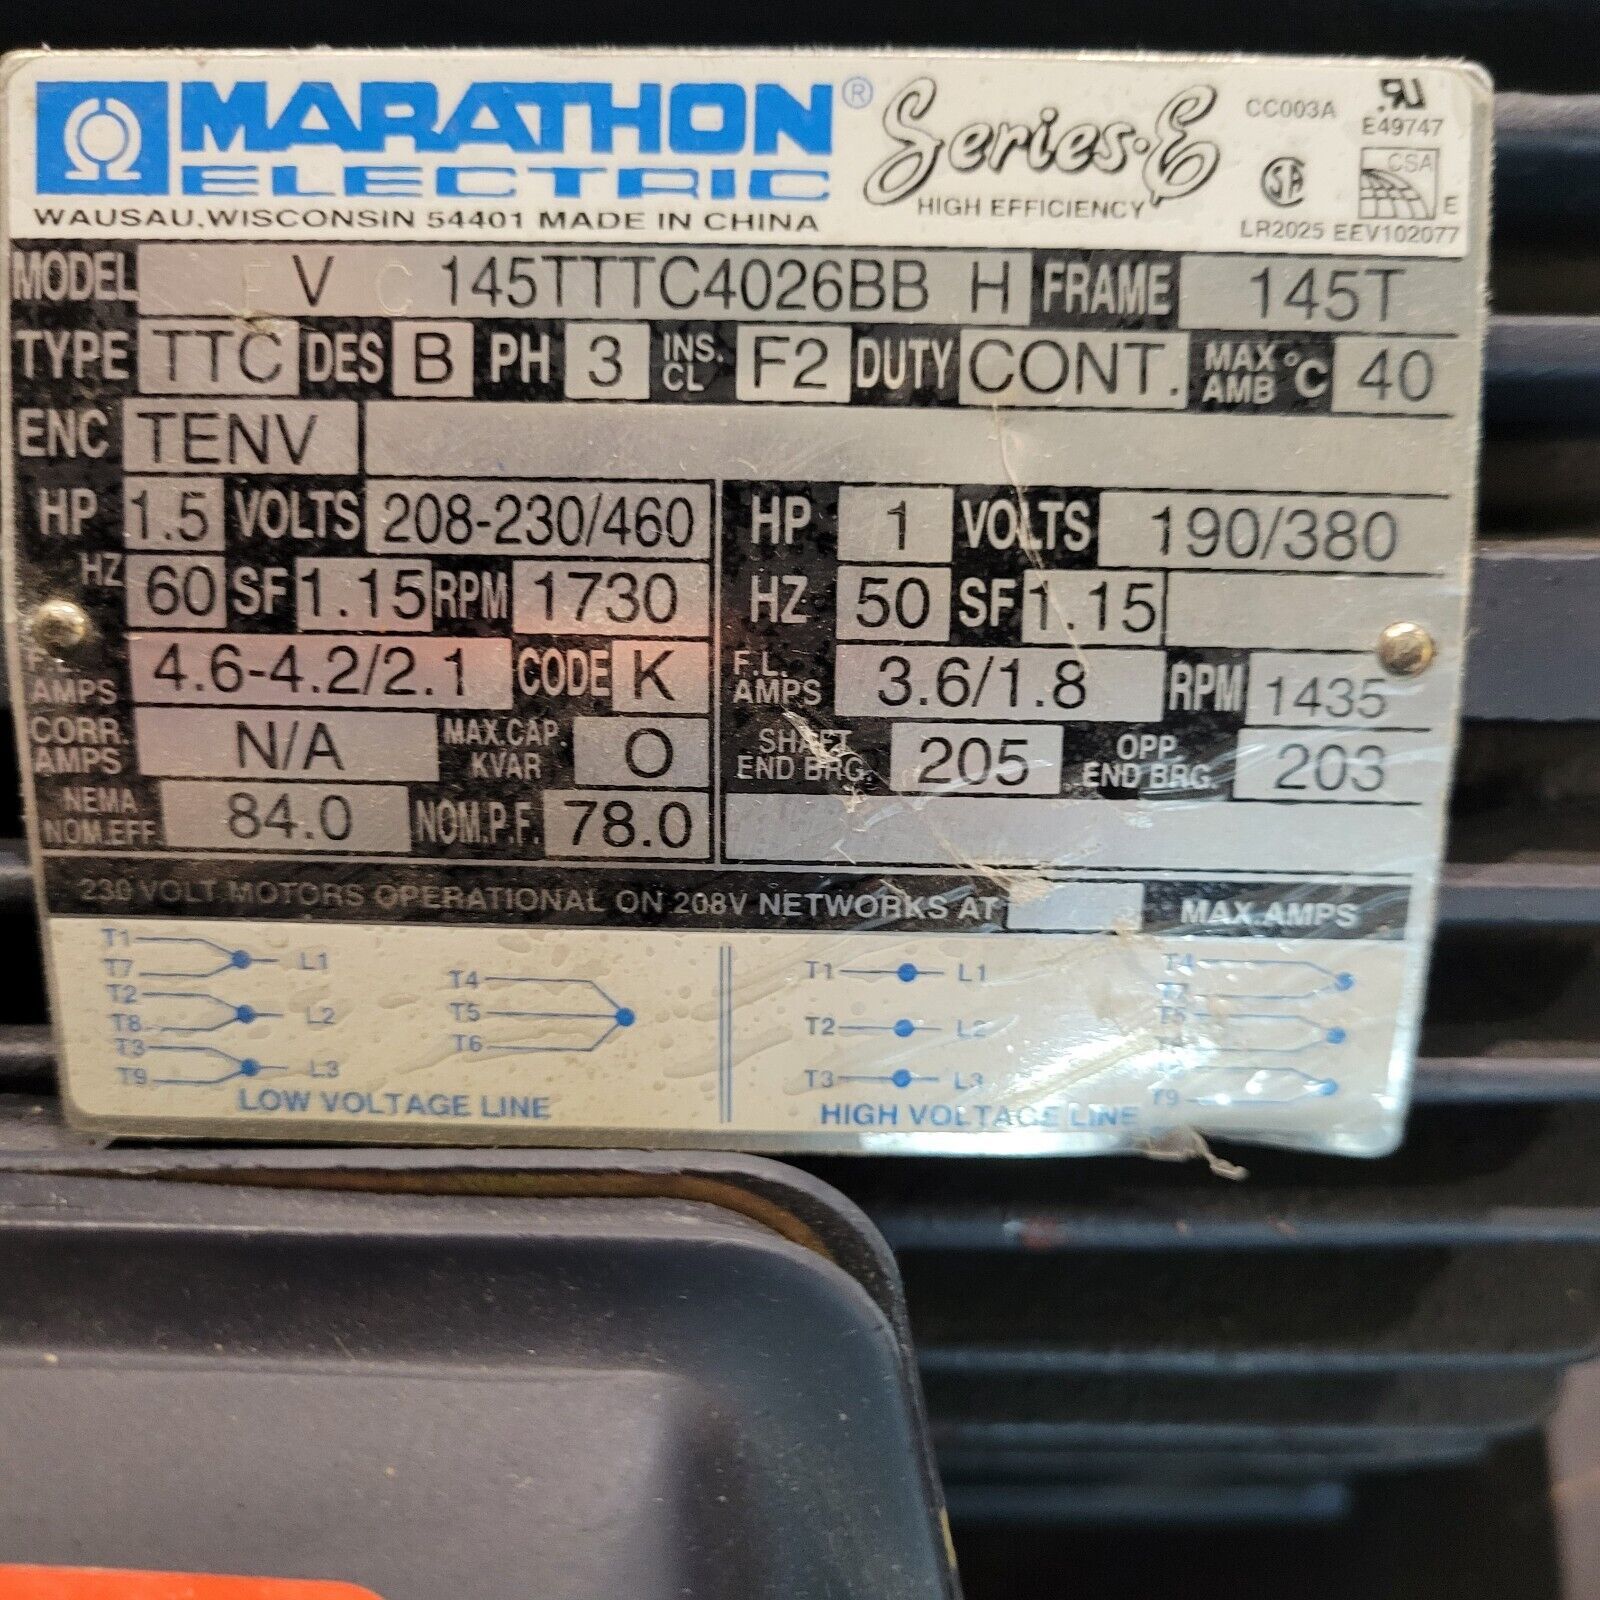 MARATHON®
ELECTRIC
WAUSAU, WISCONSIN 54401 MADE IN CHINA
Series·E
HIGH EFFICIENCY
CC003A
E49747
CSA
E
LR2025 EEV102077
MODEL F V C 145TTTC4026BB H FRAME 145T
TYPE TTC DES B PH 3 INS. CL F2 DUTY CONT. MAX AMB °C 40
ENC TENV
HP 1.5 VOLTS 208-230/460
HZ 60 SF 1.15 RPM 1730
F.L. AMPS 4.6-4.2/2.1 CODE K
CORR. AMPS N/A MAX.CAP. KVAR 0
NEMA NOM.EFF. 84.0 NOM.P.F. 78.0
HP 1 VOLTS 190/380
HZ 50 SF 1.15
F.L. AMPS 3.6/1.8 RPM 1435
SHAFT END BRG. 205 OPP. END BRG. 203
230 VOLT MOTORS OPERATIONAL ON 208V NETWORKS AT MAX.AMPS
T1
T7 L1
T2
T8 L2
T3
T9 L3
T4
T5
T6
LOW VOLTAGE LINE
T1 L1
T2 L2
T3 L3
T4
T7
T5
T9
HIGH VOLTAGE LINE